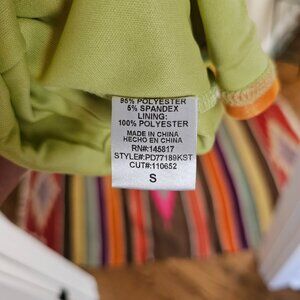 95% POLYESTER
5% SPANDEX
LINING:
100% POLYESTER
MADE IN CHINA
HECHO EN CHINA
RN#:145817
STYLE#:PD77189KST
CUT#:110652
S